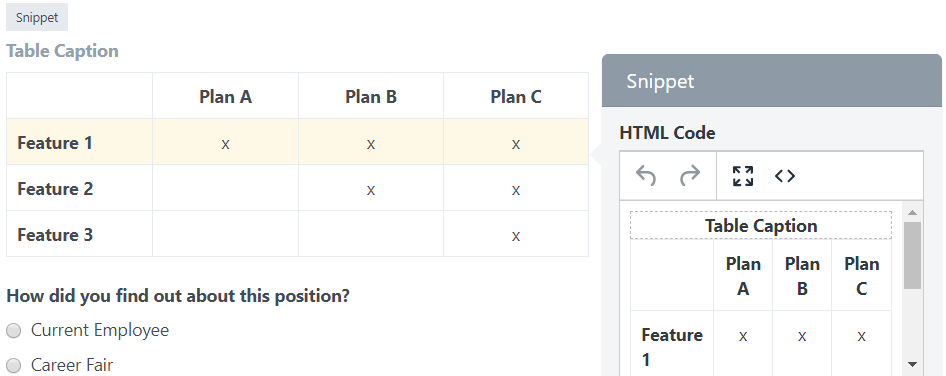 Snippet
Table Caption
Plan A Plan B Plan C
Feature 1 x x x
Feature 2 x x
Feature 3 x
How did you find out about this position?
Current Employee
Career Fair
Snippet
HTML Code
Table Caption
Plan Plan Plan
A B C
Feature x x x
1